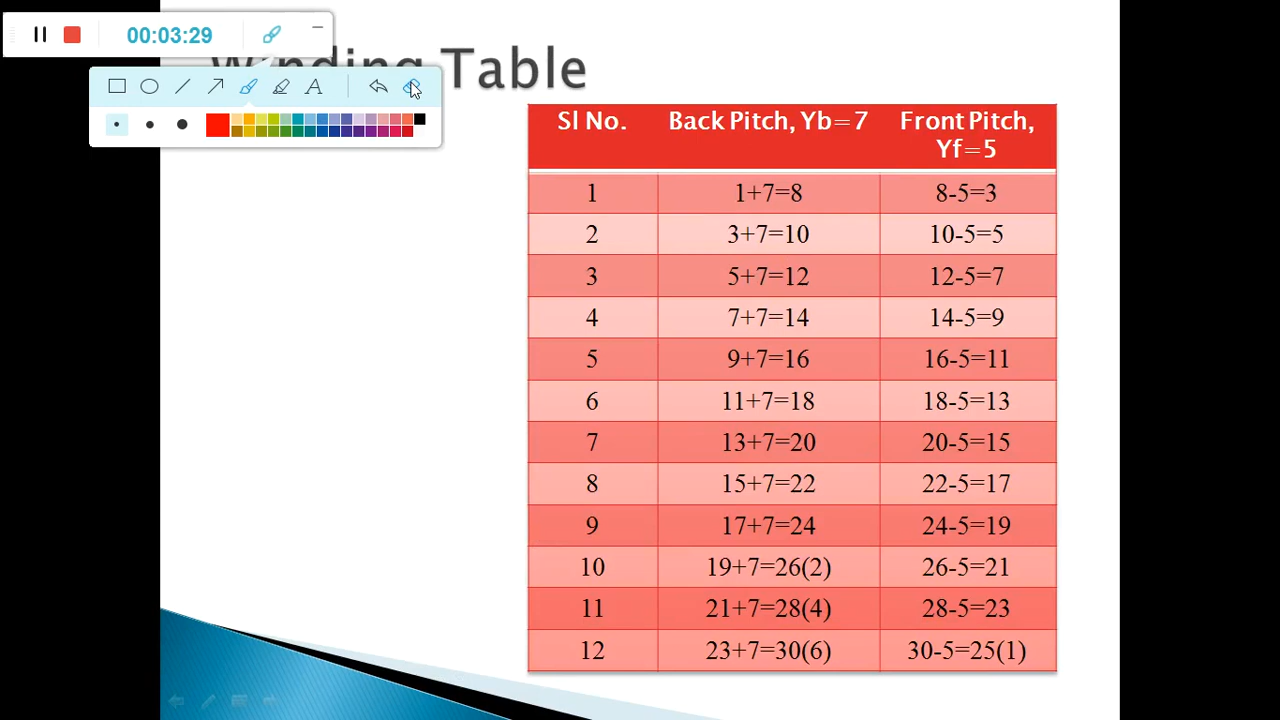 00:03:29
Winding Table
A
Sl No. Back Pitch, Yb=7 Front Pitch, Yf=5
1 1+7=8 8-5=3
2 3+7=10 10-5=5
3 5+7=12 12-5=7
4 7+7=14 14-5=9
5 9+7=16 16-5=11
6 11+7=18 18-5=13
7 13+7=20 20-5=15
8 15+7=22 22-5=17
9 17+7=24 24-5=19
10 19+7=26(2) 26-5=21
11 21+7=28(4) 28-5=23
12 23+7=30(6) 30-5=25(1)